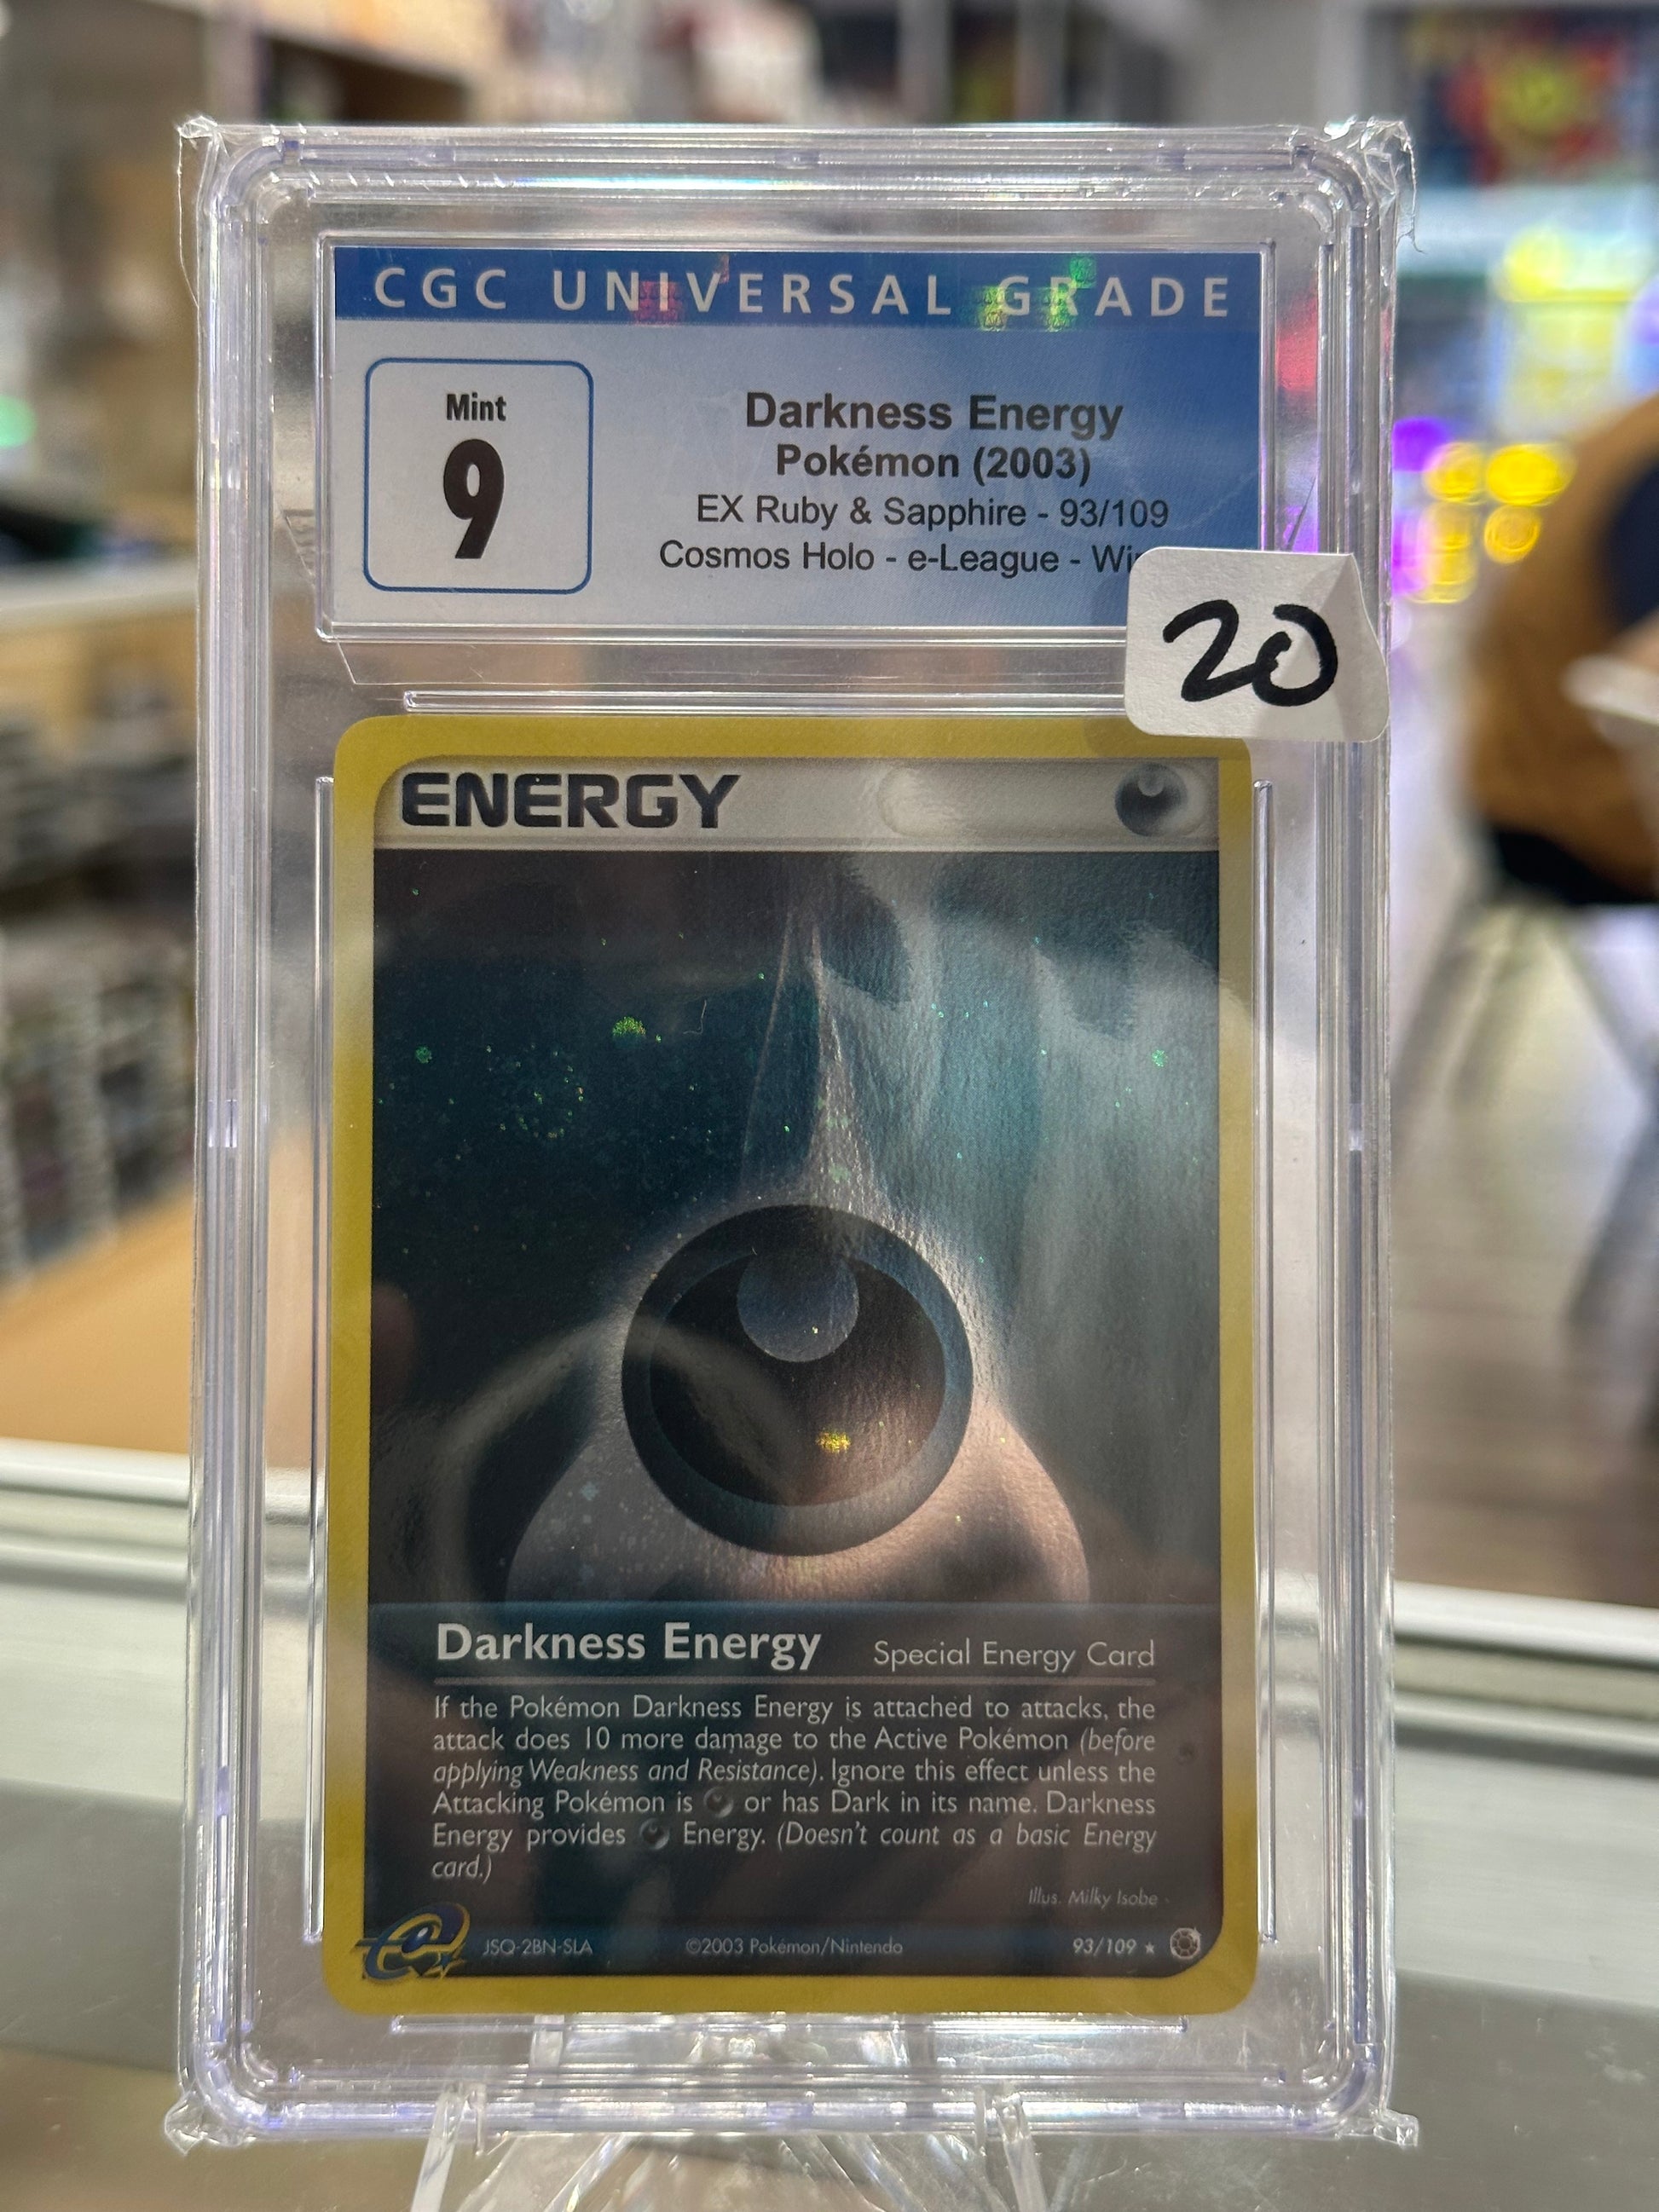 CGC UNIVERSAL GRADE
Mint
9
Darkness Energy
Pokémon (2003)
EX Ruby & Sapphire - 93/109
Cosmos Holo - e-League -
20
ENERGY
Darkness Energy Special Energy Card
If the Pokémon Darkness Energy is attached to attacks, the
attack does 10 more damage to the Active Pokémon (before
applying Weakness and Resistance). Ignore this effect unless the
Attacking Pokémon is or has Dark in its name. Darkness
Energy provides Energy. (Doesn't count as a basic Energy
card.)
Illus. Milky Isobe
e JSQ-2BN-SLA ©2003 Pokémon/Nintendo 93/109 ★